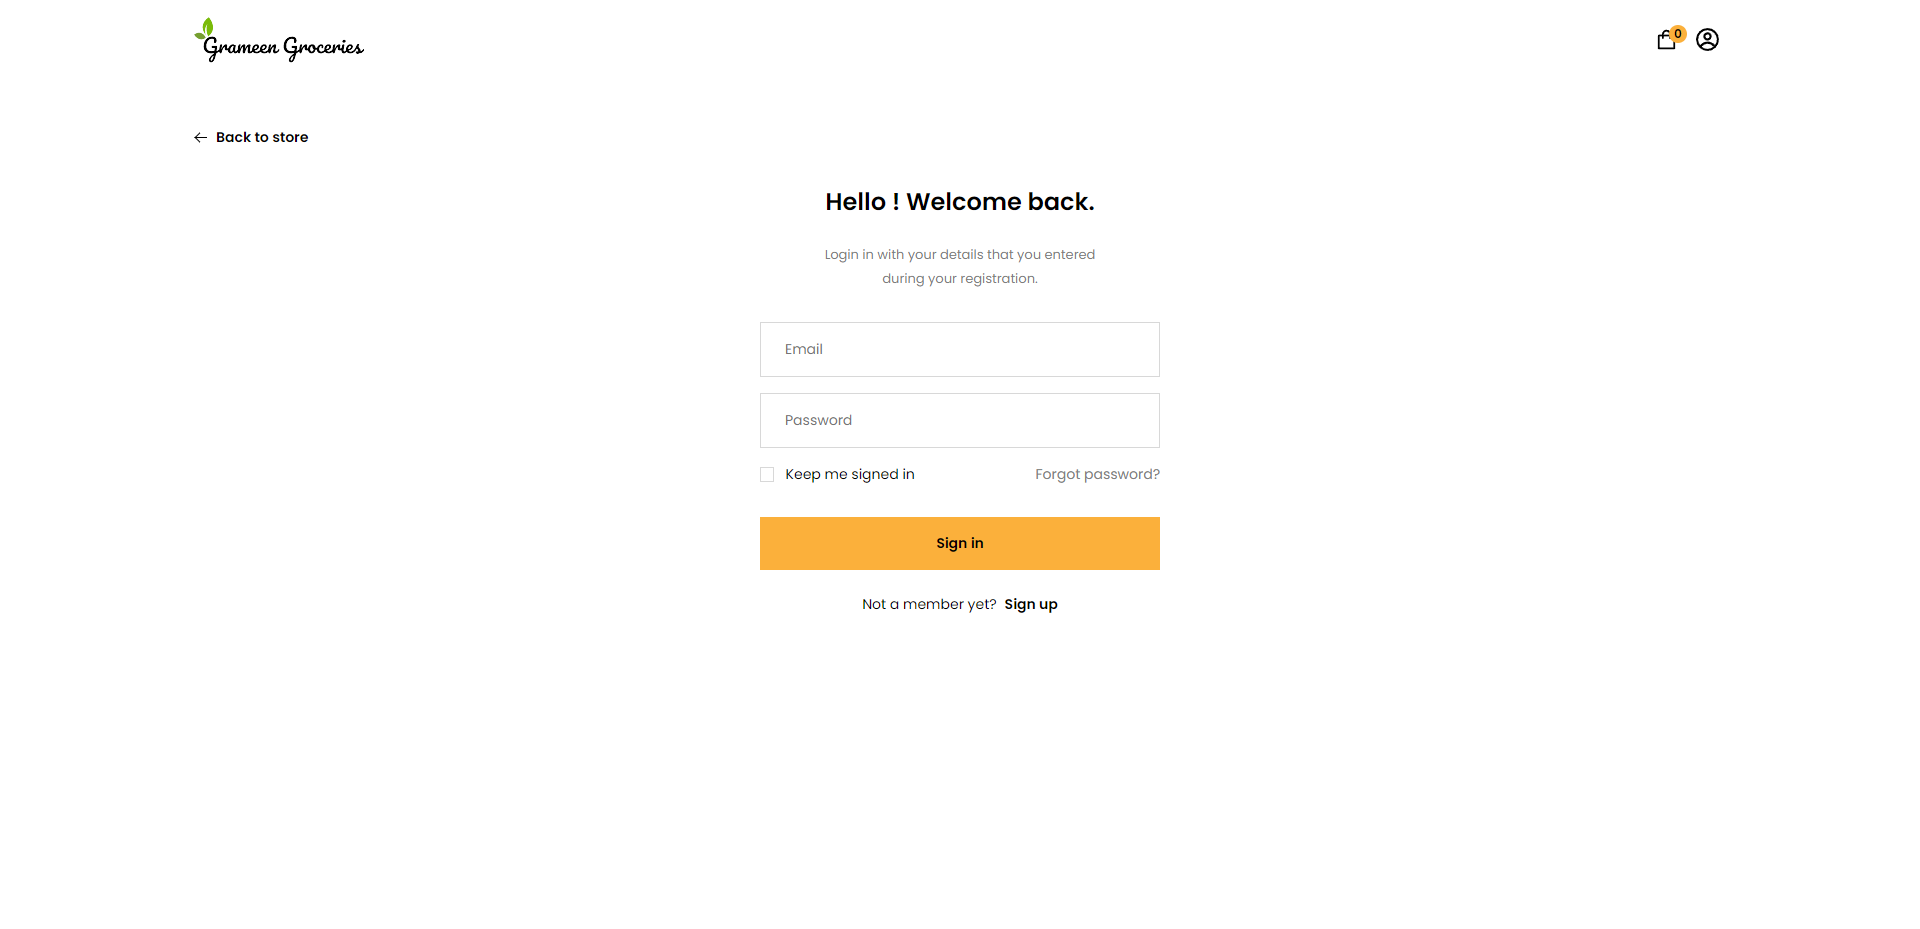 Grameen Groceries
0
Back to store
Hello ! Welcome back.
Login in with your details that you entered
during your registration.
Email
Password
Keep me signed in
Forgot password?
Sign in
Not a member yet? Sign up